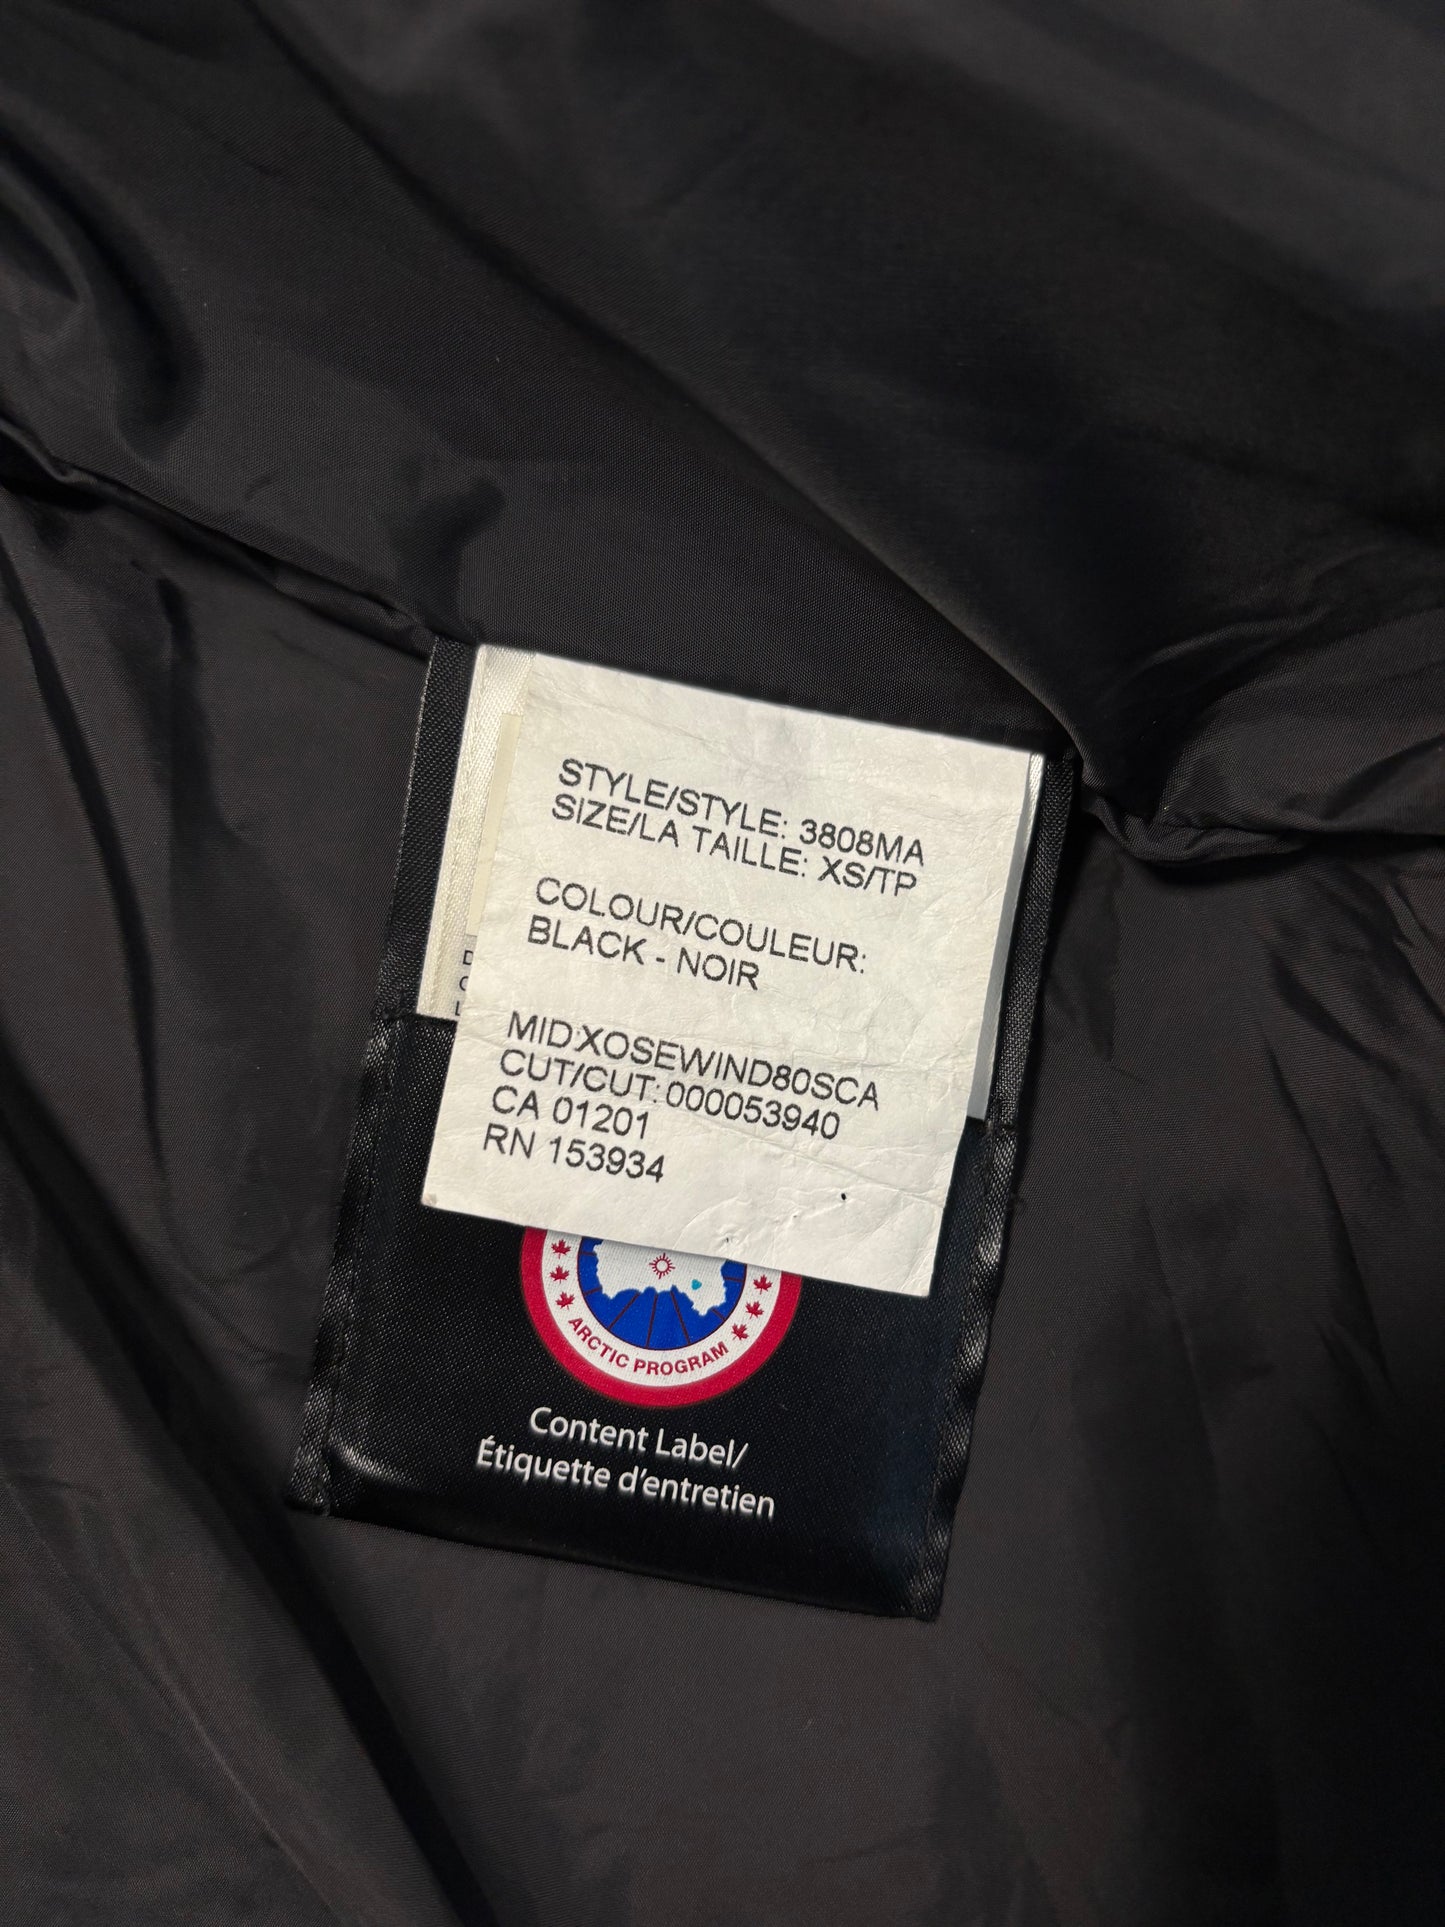 STYLE/STYLE: 3808MA
SIZE/LA TAILLE: XS/TP
COLOUR/COULEUR:
BLACK - NOIR
MID:XOSEWIND80SCA
CUT/CUT:000053940
CA 01201
RN 153934
ARCTIC PROGRAM
Content Label/
Étiquette d'entretien